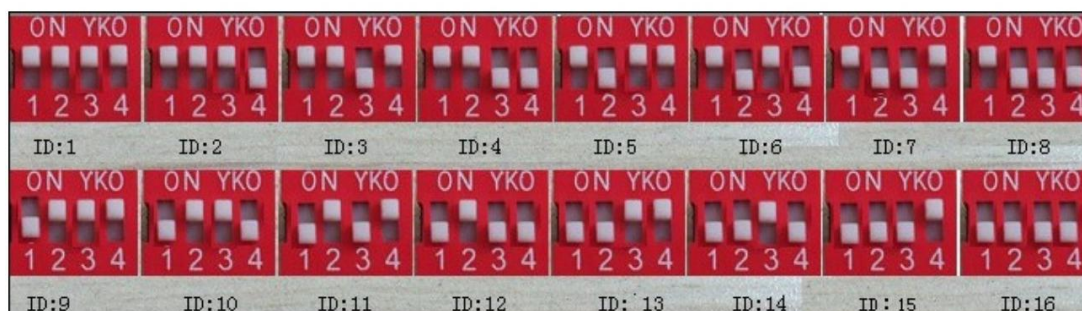 ON YKO ON YKO ON YKO ON YKO ON YKO ON YKO ON YKO ON YKO
1 2 3 4 1 2 3 4 1 2 3 4 1 2 3 4 1 2 3 4 1 2 3 4 1 2 3 4 1 2 3 4
ID:1 ID:2 ID:3 ID:4 ID:5 ID:6 ID:7 ID:8
ON YKO ON YKO ON YKO ON YKO ON YKO ON YKO ON YKO ON YKO
1 2 3 4 1 2 3 4 1 2 3 4 1 2 3 4 1 2 3 4 1 2 3 4 1 2 3 4 1 2 3 4
ID:9 ID:10 ID:11 ID:12 ID: 13 ID:14 ID:15 ID:16